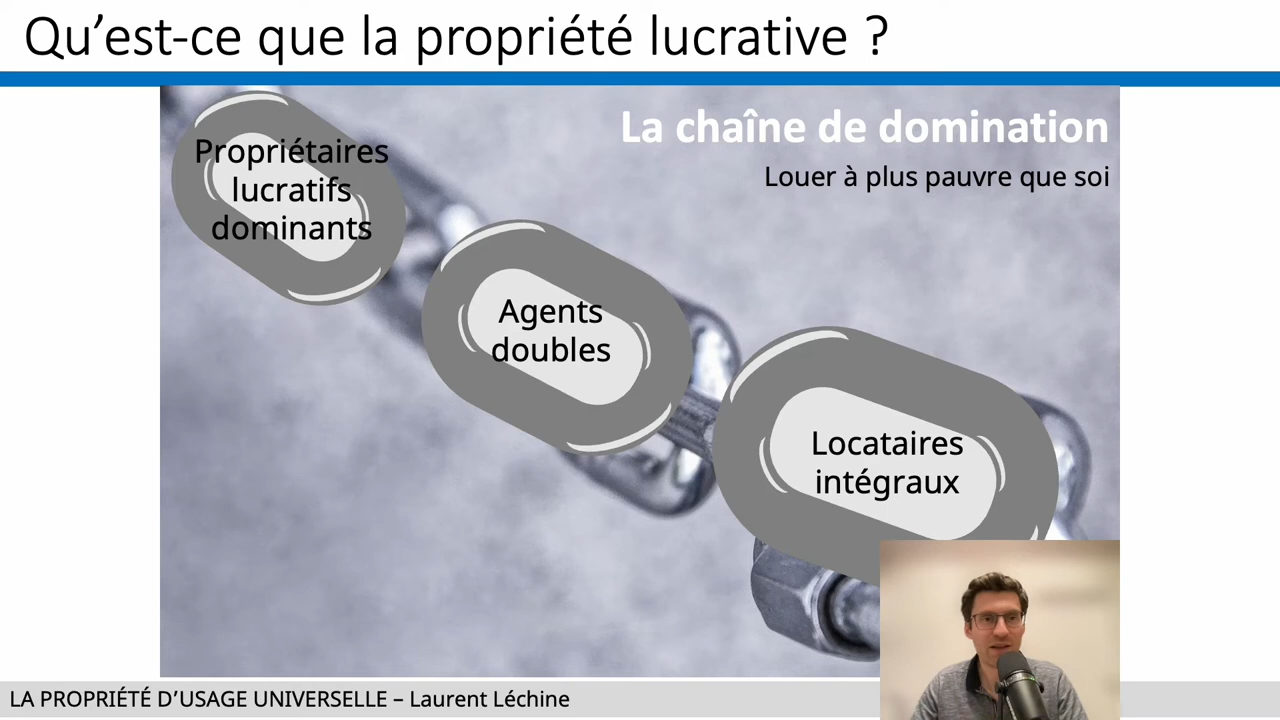 Qu’est-ce que la propriété lucrative ?
La chaîne de domination
Louer à plus pauvre que soi
Propriétaires
lucratifs
dominants
Agents
doubles
Locataires
intégraux
LA PROPRIÉTÉ D’USAGE UNIVERSELLE – Laurent Léchine